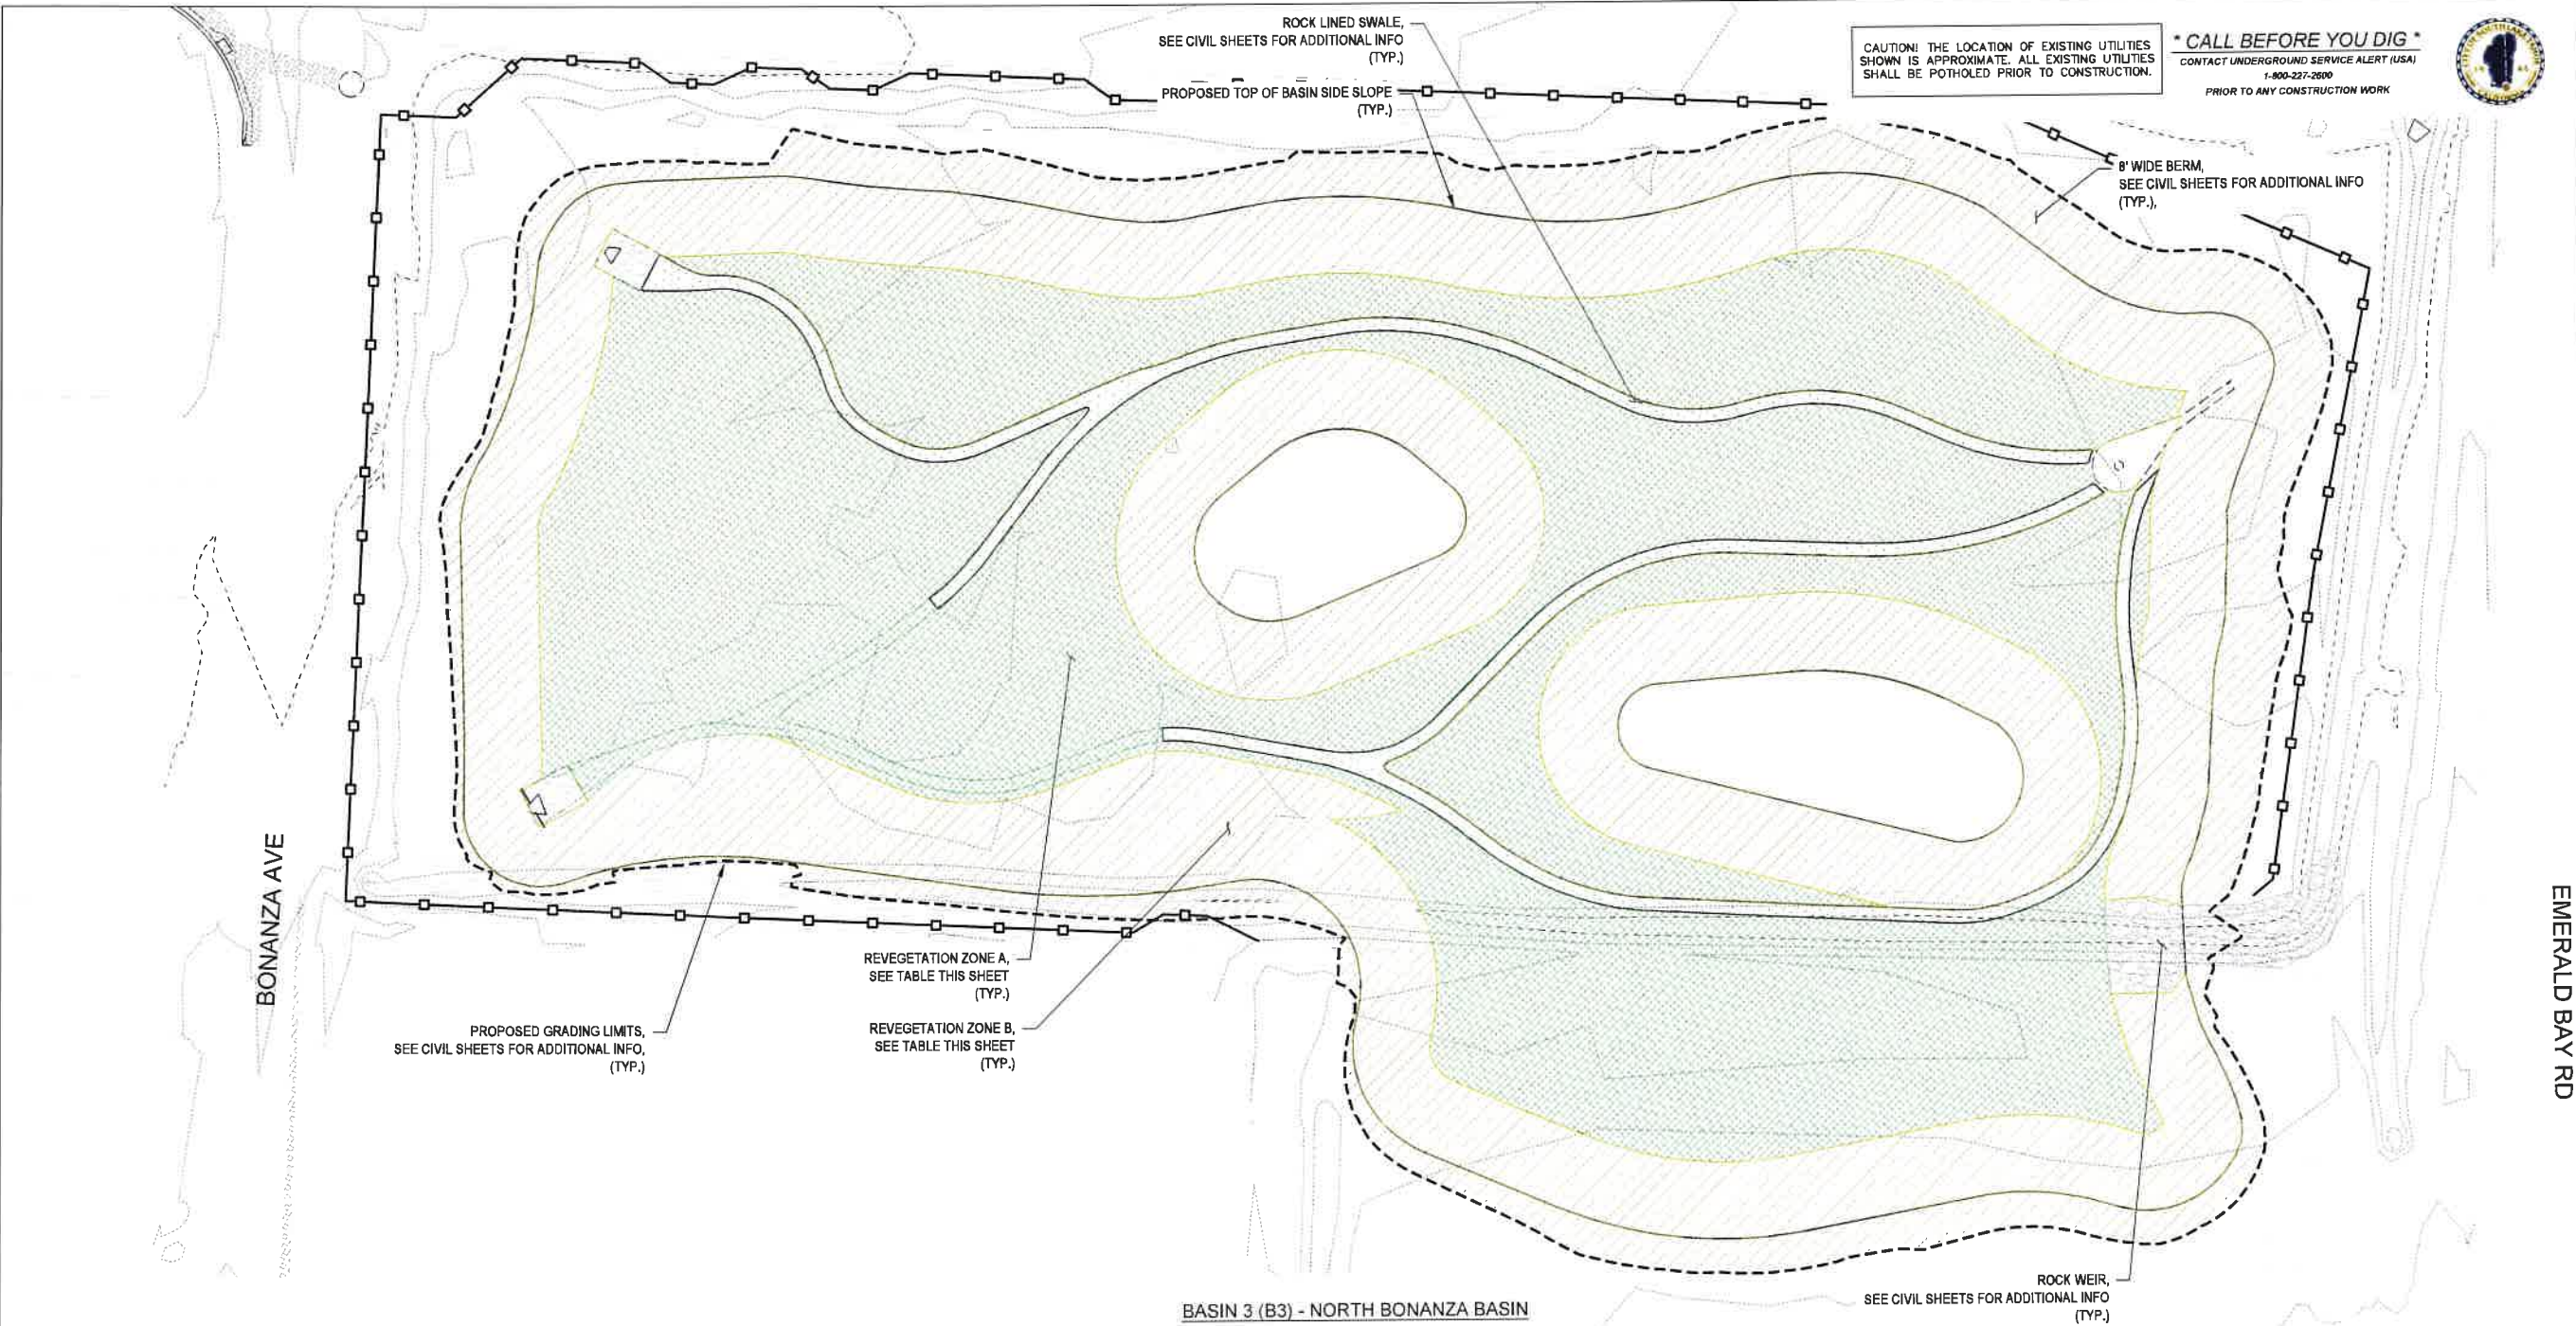 ROCK LINED SWALE,
SEE CIVIL SHEETS FOR ADDITIONAL INFO
(TYP.)
PROPOSED TOP OF BASIN SIDE SLOPE
(TYP.)
CAUTION! THE LOCATION OF EXISTING UTILITIES
SHOWN IS APPROXIMATE. ALL EXISTING UTILITIES
SHALL BE POTHOLED PRIOR TO CONSTRUCTION.
* CALL BEFORE YOU DIG *
CONTACT UNDERGROUND SERVICE ALERT (USA)
1-800-227-2600
PRIOR TO ANY CONSTRUCTION WORK
8' WIDE BERM,
SEE CIVIL SHEETS FOR ADDITIONAL INFO
(TYP.),
BONANZA AVE
EMERALD BAY RD
REVEGETATION ZONE A,
SEE TABLE THIS SHEET
(TYP.)
PROPOSED GRADING LIMITS,
SEE CIVIL SHEETS FOR ADDITIONAL INFO,
(TYP.)
REVEGETATION ZONE B,
SEE TABLE THIS SHEET
(TYP.)
ROCK WEIR,
SEE CIVIL SHEETS FOR ADDITIONAL INFO
(TYP.)
BASIN 3 (B3) - NORTH BONANZA BASIN